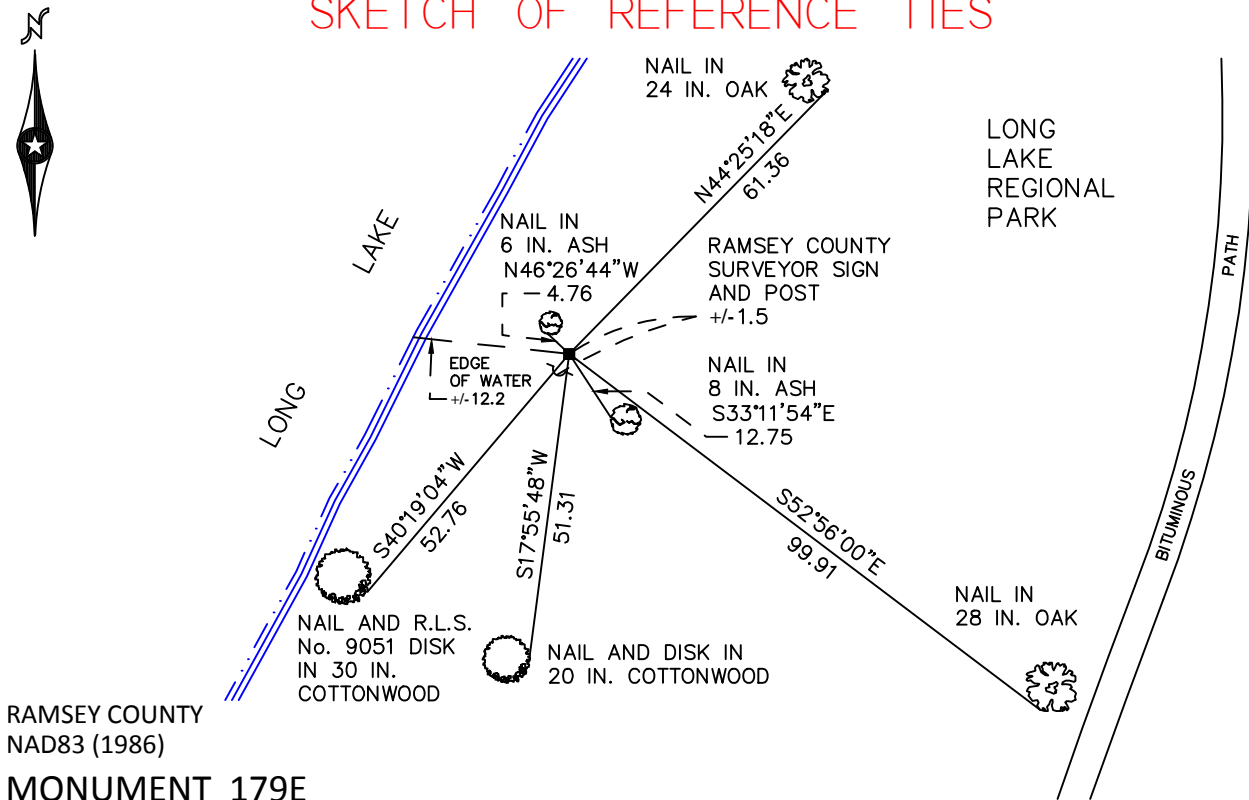 SKETCH OF REFERENCE TIES
N
NAIL IN
24 IN. OAK
N44°25'18"E
61.36
LONG
LAKE
REGIONAL
PARK
LONG LAKE
NAIL IN
6 IN. ASH
N46°26'44"W
4.76
RAMSEY COUNTY
SURVEYOR SIGN
AND POST
+/-1.5
PATH
EDGE
OF WATER
+/-12.2
NAIL IN
8 IN. ASH
S33°11'54"E
12.75
S40°19'04"W
52.76
S17°55'48"W
51.31
S52°56'00"E
99.91
BITUMINOUS
NAIL IN
28 IN. OAK
NAIL AND R.L.S.
No. 9051 DISK
IN 30 IN.
COTTONWOOD
NAIL AND DISK IN
20 IN. COTTONWOOD
RAMSEY COUNTY
NAD83 (1986)
MONUMENT 179E